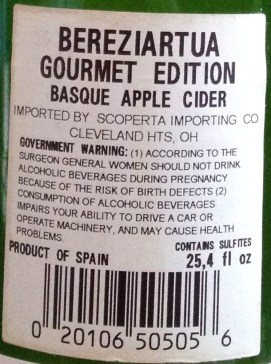 BEREZIARTUA
GOURMET EDITION
BASQUE APPLE CIDER
IMPORTED BY SCOPERTA IMPORTING CO
CLEVELAND HTS, OH
GOVERNMENT WARNING: (1) ACCORDING TO THE
SURGEON GENERAL WOMEN SHOULD NOT DRINK
ALCOHOLIC BEVERAGES DURING PREGNANCY
BECAUSE OF THE RISK OF BIRTH DEFECTS (2)
CONSUMPTION OF ALCOHOLIC BEVERAGES
IMPAIRS YOUR ABILITY TO DRIVE A CAR OR
OPERATE MACHINERY, AND MAY CAUSE HEALTH
PROBLEMS.
CONTAINS SULFITES
PRODUCT OF SPAIN 25,4 fl oz
0 20106 50505 6